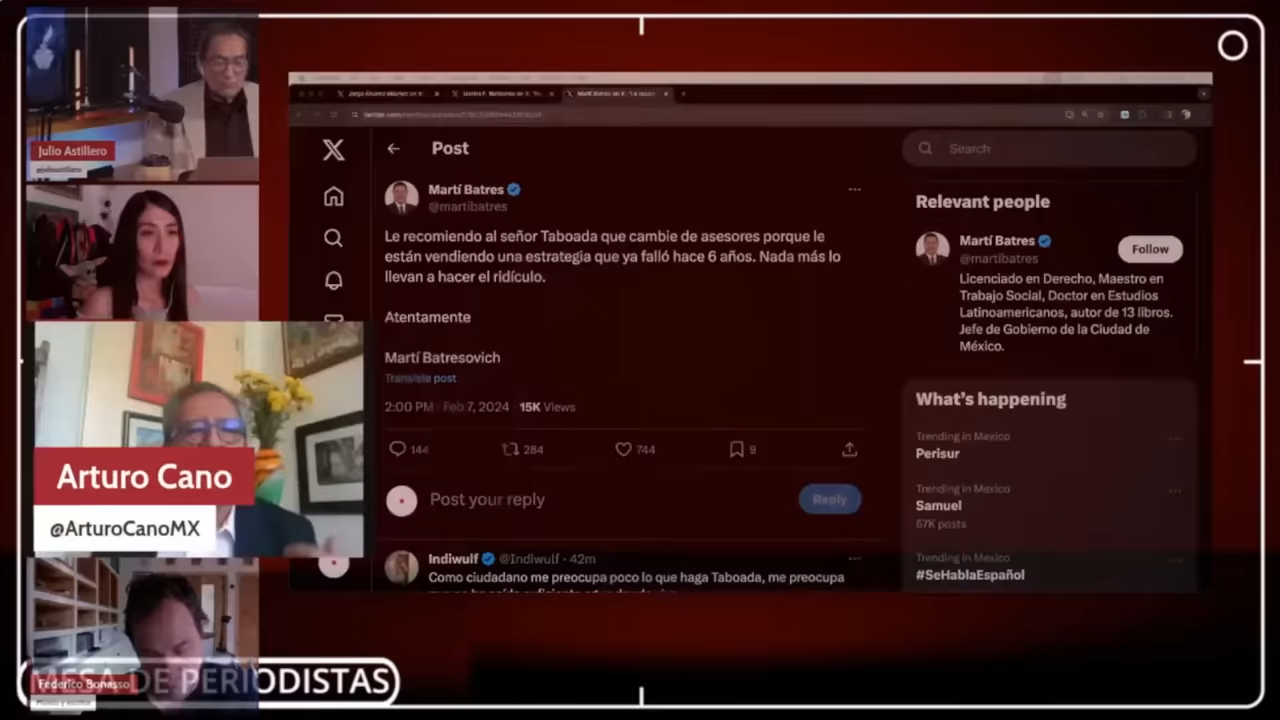 Julio Astillero
@julioastillero
Arturo Cano
@ArturoCanoMX
Federico Bonasso
Músico y escritor
MESA DE PERIODISTAS
Post
Martí Batres
@martibatres
Le recomiendo al señor Taboada que cambie de asesores porque le
están vendiendo una estrategia que ya falló hace 6 años. Nada más lo
llevan a hacer el ridículo.
Atentamente
Martí Batresovich
Translate post
2:00 PM · Feb 7, 2024 · 15K Views
144
284
744
9
Post your reply
Reply
Indiwulf @Indiwulf · 42m
Como ciudadano me preocupa poco lo que haga Taboada, me preocupa
Search
Relevant people
Martí Batres
@martibatres
Follow
Licenciado en Derecho, Maestro en
Trabajo Social, Doctor en Estudios
Latinoamericanos, autor de 13 libros.
Jefe de Gobierno de la Ciudad de
México.
What's happening
Trending in Mexico
Perisur
Trending in Mexico
Samuel
67K posts
Trending in Mexico
#SeHablaEspañol